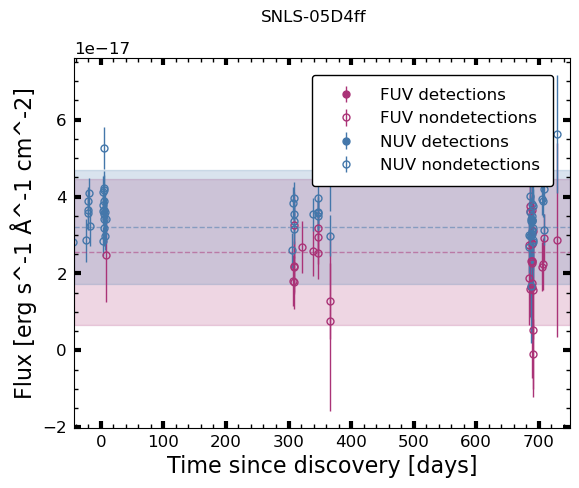 SNLS-05D4ff
1e−17
FUV detections
FUV nondetections
NUV detections
NUV nondetections
6
4
2
0
−2
Flux [erg s^-1 Å^-1 cm^-2]
0 100 200 300 400 500 600 700
Time since discovery [days]